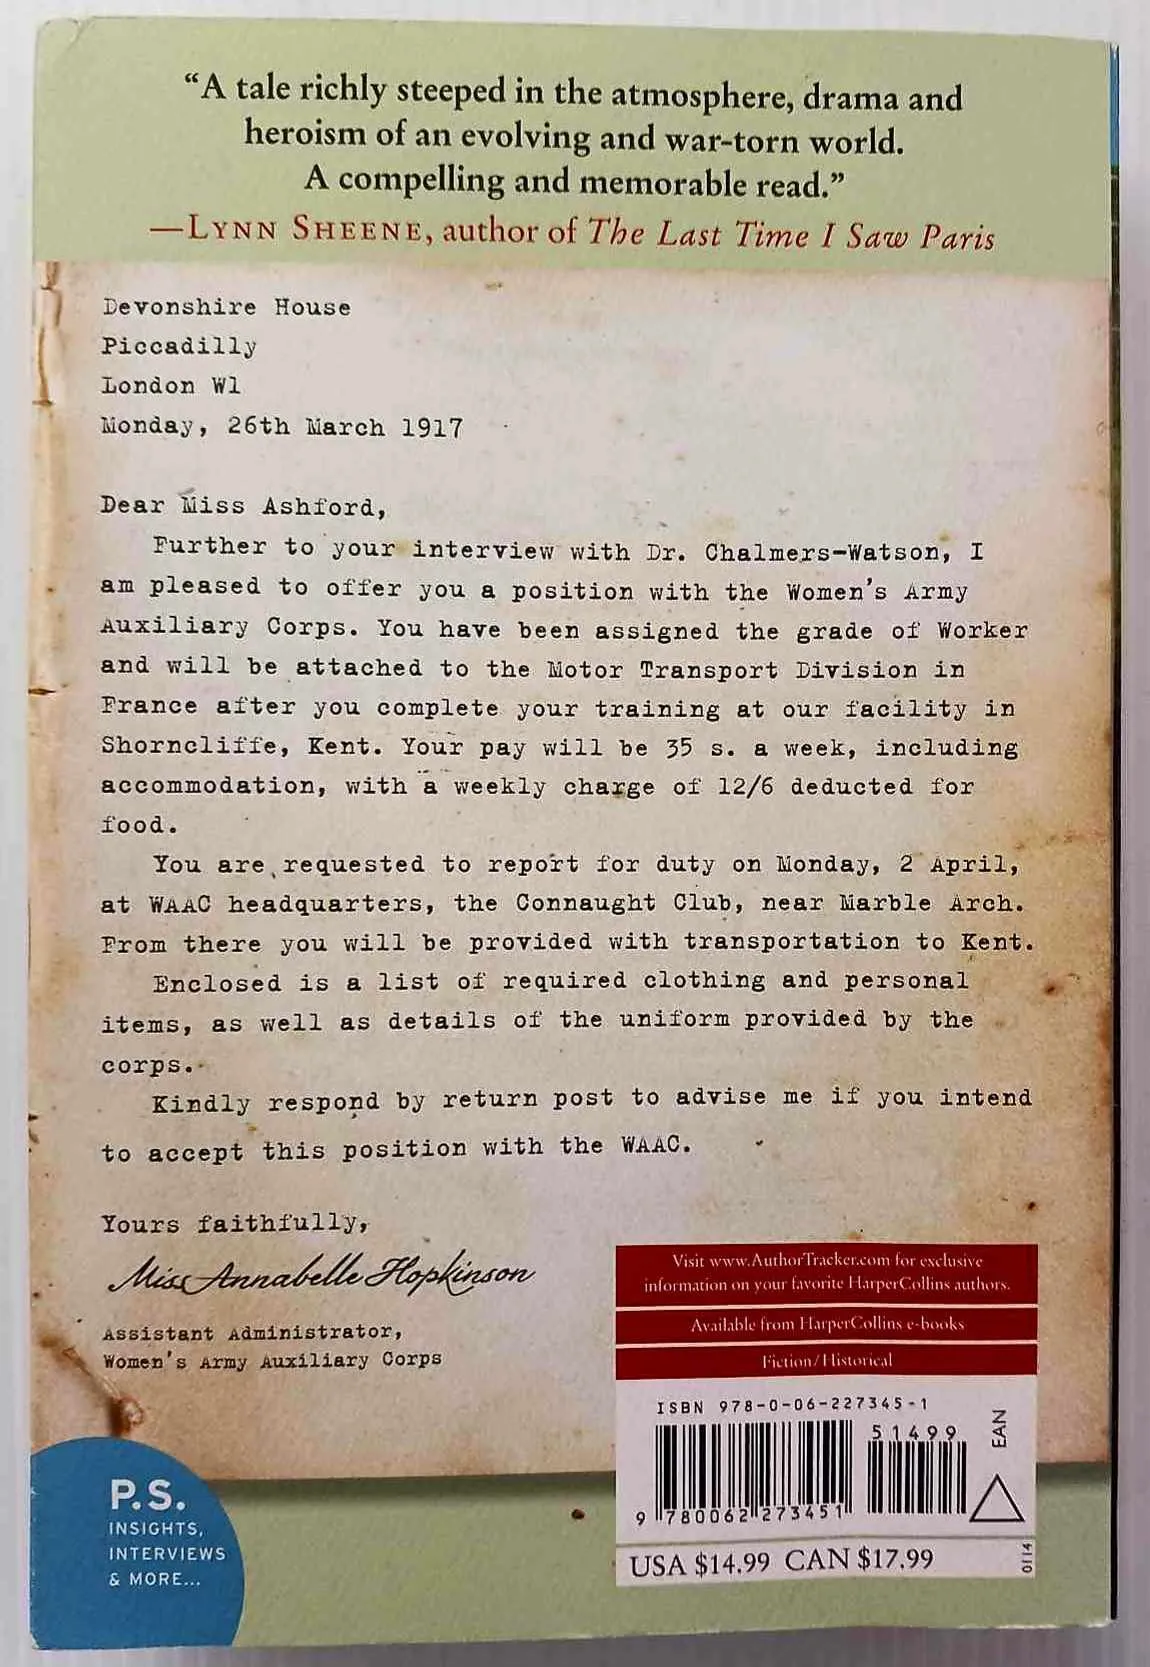 “A tale richly steeped in the atmosphere, drama and
heroism of an evolving and war-torn world.
A compelling and memorable read.”
—LYNN SHEENE, author of The Last Time I Saw Paris
Devonshire House
Piccadilly
London W1
Monday, 26th March 1917
Dear Miss Ashford,
Further to your interview with Dr. Chalmers-Watson, I
am pleased to offer you a position with the Women's Army
Auxiliary Corps. You have been assigned the grade of Worker
and will be attached to the Motor Transport Division in
France after you complete your training at our facility in
Shorncliffe, Kent. Your pay will be 35 s. a week, including
accommodation, with a weekly charge of 12/6 deducted for
food.
You are requested to report for duty on Monday, 2 April,
at WAAC headquarters, the Connaught Club, near Marble Arch.
From there you will be provided with transportation to Kent.
Enclosed is a list of required clothing and personal
items, as well as details of the uniform provided by the
corps.
Kindly respond by return post to advise me if you intend
to accept this position with the WAAC.
Yours faithfully,
Miss Annabelle Hopkinson
Assistant Administrator,
Women's Army Auxiliary Corps
Visit www.AuthorTracker.com for exclusive
information on your favorite HarperCollins authors.
Available from HarperCollins e-books
Fiction/Historical
ISBN 978-0-06-227345-1
51499
EAN
9 780062 273451
USA $14.99 CAN $17.99
0114
P.S.
INSIGHTS,
INTERVIEWS
& MORE...